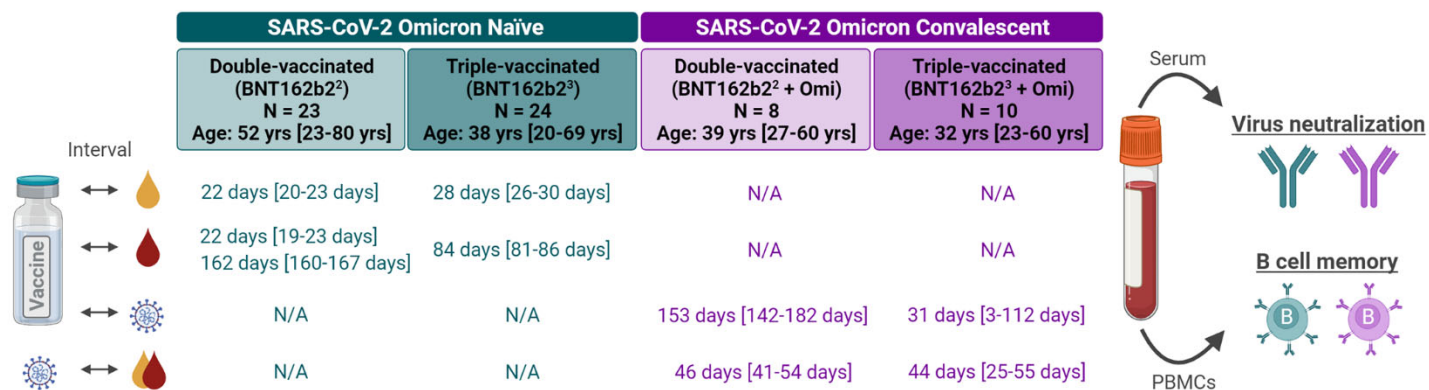 SARS-CoV-2 Omicron Naïve
SARS-CoV-2 Omicron Convalescent
Double-vaccinated
(BNT162b2²)
N = 23
Age: 52 yrs [23-80 yrs]
Triple-vaccinated
(BNT162b2³)
N = 24
Age: 38 yrs [20-69 yrs]
Double-vaccinated
(BNT162b2² + Omi)
N = 8
Age: 39 yrs [27-60 yrs]
Triple-vaccinated
(BNT162b2³ + Omi)
N = 10
Age: 32 yrs [23-60 yrs]
Interval
Vaccine
22 days [20-23 days]
28 days [26-30 days]
N/A
N/A
22 days [19-23 days]
162 days [160-167 days]
84 days [81-86 days]
N/A
N/A
N/A
N/A
153 days [142-182 days]
31 days [3-112 days]
N/A
N/A
46 days [41-54 days]
44 days [25-55 days]
Serum
Virus neutralization
B cell memory
B
B
PBMCs